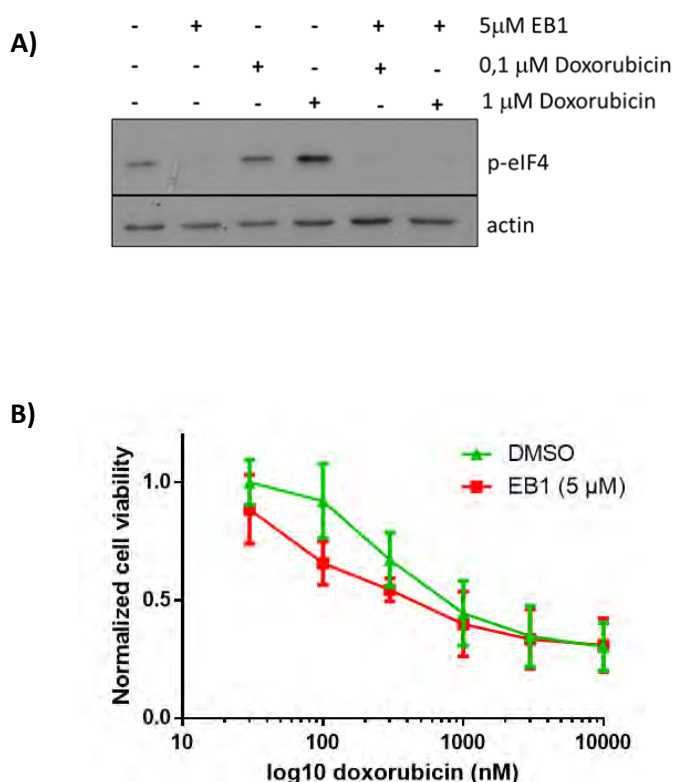 A)
- + - - + + 5μM EB1
- - + - + - 0,1 μM Doxorubicin
- - - + - + 1 μM Doxorubicin
p-eIF4
actin
B)
DMSO
EB1 (5 μM)
Normalized cell viability
1.0
0.5
0.0
10 100 1000 10000
log10 doxorubicin (nM)